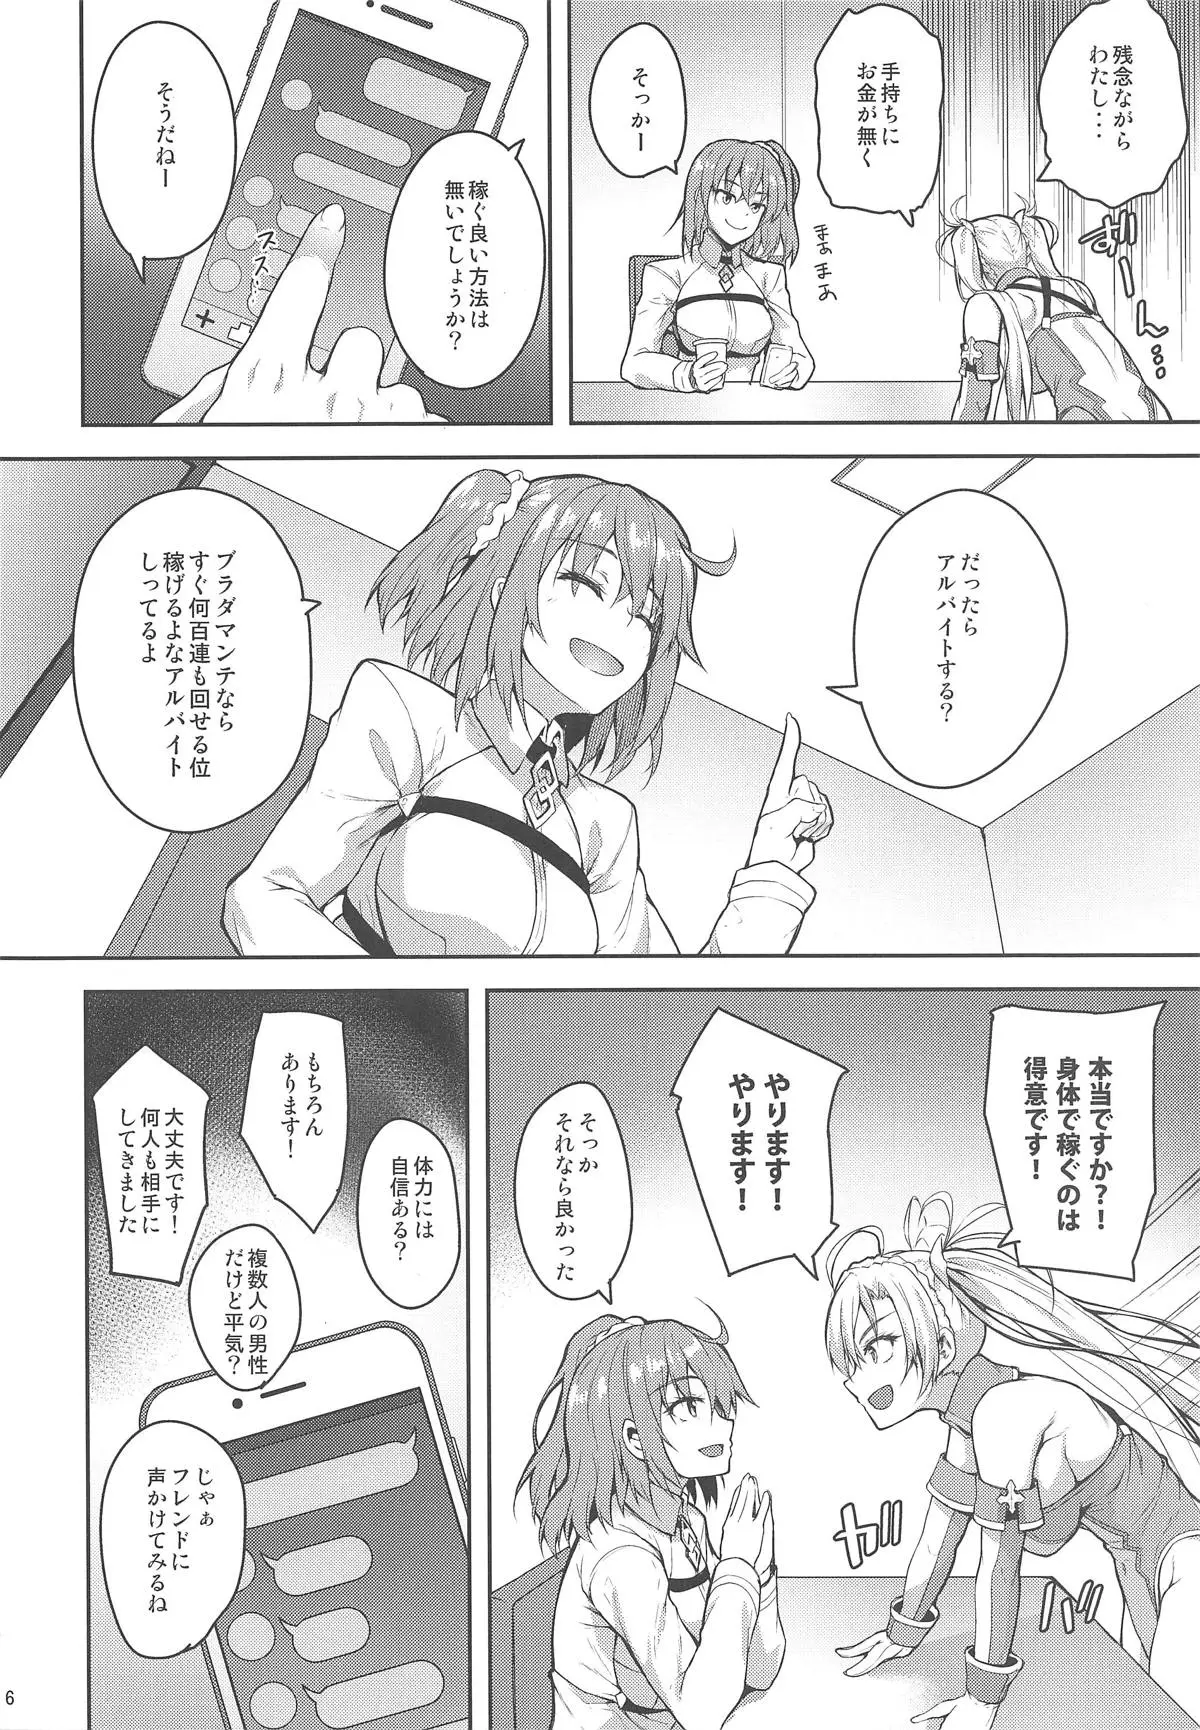 残念ながら
わたし・・・
手持ちに
お金が無く
ずーん…
そっかー
まぁ
まぁ
稼ぐ良い方法は
無いでしょうか？
そうだねー
スス…
だったら
アルバイトする？
ブラダマンテなら
すぐ何百連も回せる位
稼げるよなアルバイト
しってるよ
本当ですか？！
身体で稼ぐのは
得意です！
やります！
やります！
ガバ
そっか
それなら良かった
体力には
自信ある？
もちろん
あります！
複数人の男性
だけど平気？
大丈夫です！
何人も相手に
してきました
じゃぁ
フレンドに
声かけてみるね
6